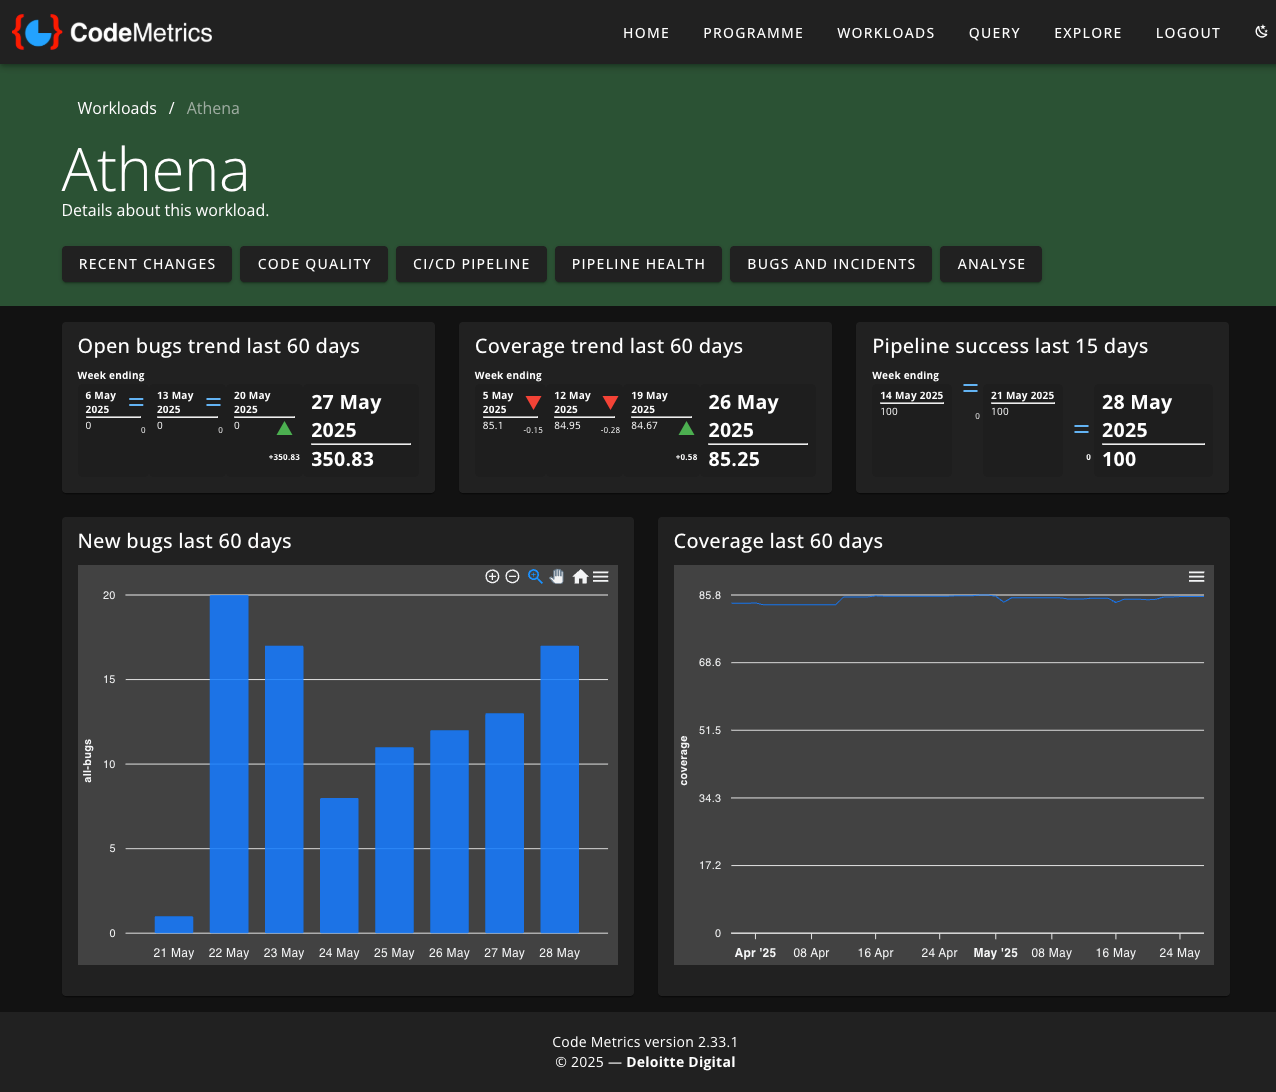 CodeMetrics
HOME PROGRAMME WORKLOADS QUERY EXPLORE LOGOUT
Workloads / Athena
Athena
Details about this workload.
RECENT CHANGES CODE QUALITY CI/CD PIPELINE PIPELINE HEALTH BUGS AND INCIDENTS ANALYSE
Open bugs trend last 60 days
Week ending
6 May 2025
0
=
0
13 May 2025
0
=
0
20 May 2025
0
+350.83
27 May 2025
350.83
Coverage trend last 60 days
Week ending
5 May 2025
85.1
-0.15
12 May 2025
84.95
-0.28
19 May 2025
84.67
+0.58
26 May 2025
85.25
Pipeline success last 15 days
Week ending
14 May 2025
100
=
0
21 May 2025
100
=
0
28 May 2025
100
New bugs last 60 days
all-bugs
20
15
10
5
0
21 May 22 May 23 May 24 May 25 May 26 May 27 May 28 May
Coverage last 60 days
coverage
85.8
68.6
51.5
34.3
17.2
0
Apr '25 08 Apr 16 Apr 24 Apr May '25 08 May 16 May 24 May
Code Metrics version 2.33.1
© 2025 — Deloitte Digital